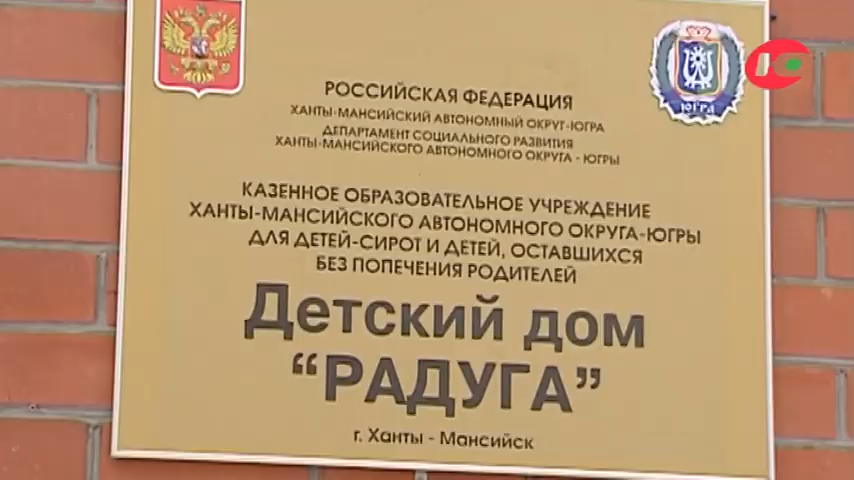 РОССИЙСКАЯ ФЕДЕРАЦИЯ
ХАНТЫ-МАНСИЙСКИЙ АВТОНОМНЫЙ ОКРУГ-ЮГРА
ДЕПАРТАМЕНТ СОЦИАЛЬНОГО РАЗВИТИЯ
ХАНТЫ-МАНСИЙСКОГО АВТОНОМНОГО ОКРУГА - ЮГРЫ
ЮГРА
Ю
КАЗЕННОЕ ОБРАЗОВАТЕЛЬНОЕ УЧРЕЖДЕНИЕ
ХАНТЫ-МАНСИЙСКОГО АВТОНОМНОГО ОКРУГА-ЮГРЫ
ДЛЯ ДЕТЕЙ-СИРОТ И ДЕТЕЙ, ОСТАВШИХСЯ
БЕЗ ПОПЕЧЕНИЯ РОДИТЕЛЕЙ
Детский дом
“РАДУГА”
г. Ханты - Мансийск